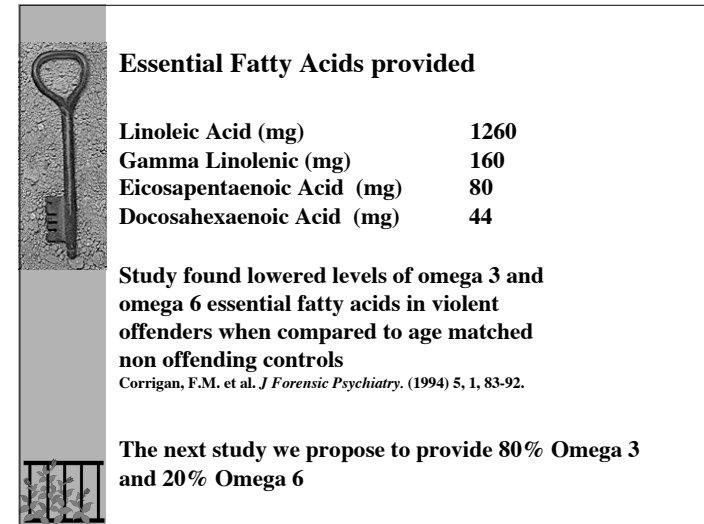 Essential Fatty Acids provided
Linoleic Acid (mg) 1260
Gamma Linolenic (mg) 160
Eicosapentaenoic Acid (mg) 80
Docosahexaenoic Acid (mg) 44
Study found lowered levels of omega 3 and
omega 6 essential fatty acids in violent
offenders when compared to age matched
non offending controls
Corrigan, F.M. et al. J Forensic Psychiatry. (1994) 5, 1, 83-92.
The next study we propose to provide 80% Omega 3
and 20% Omega 6